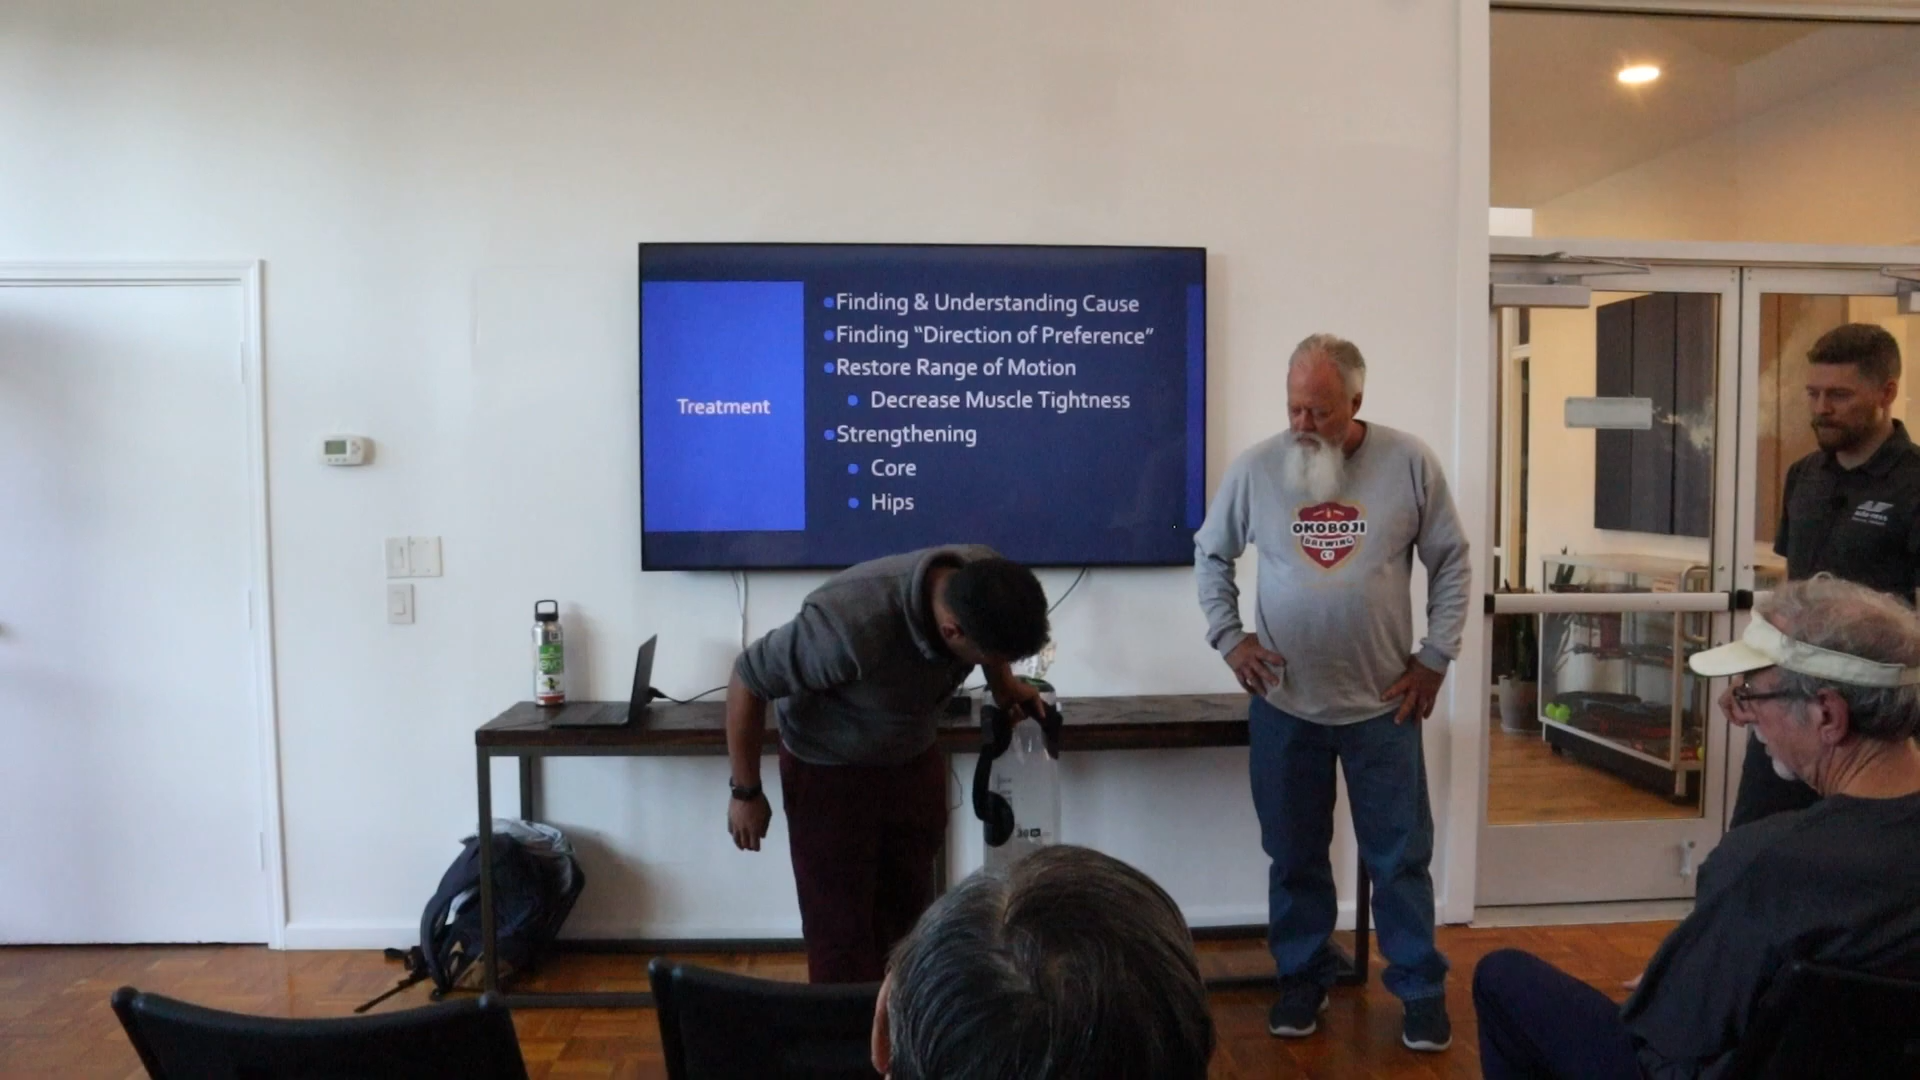 Treatment
•Finding & Understanding Cause
•Finding “Direction of Preference”
•Restore Range of Motion
• Decrease Muscle Tightness
•Strengthening
• Core
• Hips
OKOBOJI
BREWING
CO